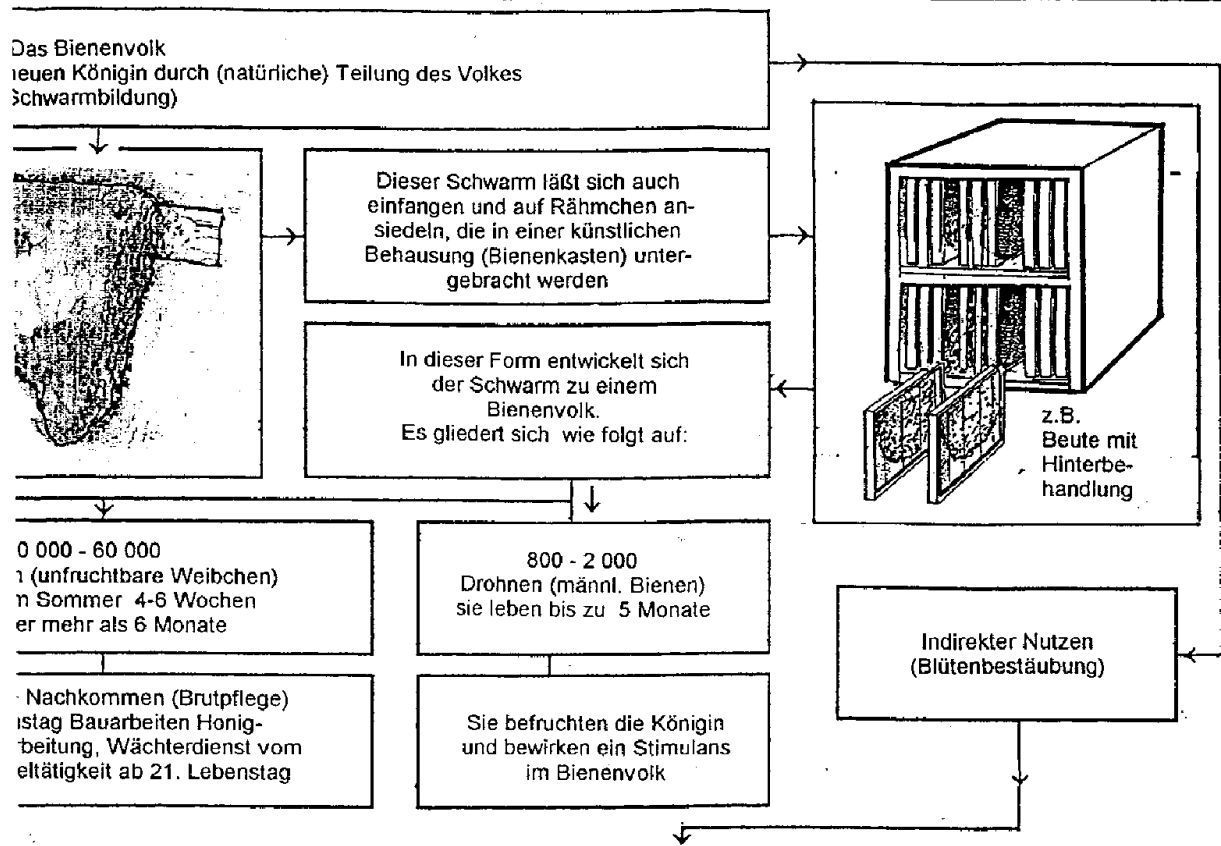 Das Bienenvolk
neuen Königin durch (natürliche) Teilung des Volkes
Schwarmbildung)
Dieser Schwarm läßt sich auch
einfangen und auf Rähmchen an-
siedeln, die in einer künstlichen
Behausung (Bienenkasten) unter-
gebracht werden
In dieser Form entwickelt sich
der Schwarm zu einem
Bienenvolk.
Es gliedert sich wie folgt auf:
z.B.
Beute mit
Hinterbe-
handlung
0 000 - 60 000
(unfruchtbare Weibchen)
Sommer 4-6 Wochen
er mehr als 6 Monate
800 - 2 000
Drohnen (männl. Bienen)
sie leben bis zu 5 Monate
Indirekter Nutzen
(Blütenbestäubung)
Nachkommen (Brutpflege)
stag Bauarbeiten Honig-
beitung, Wächterdienst vom
eltätigkeit ab 21. Lebenstag
Sie befruchten die Königin
und bewirken ein Stimulans
im Bienenvolk